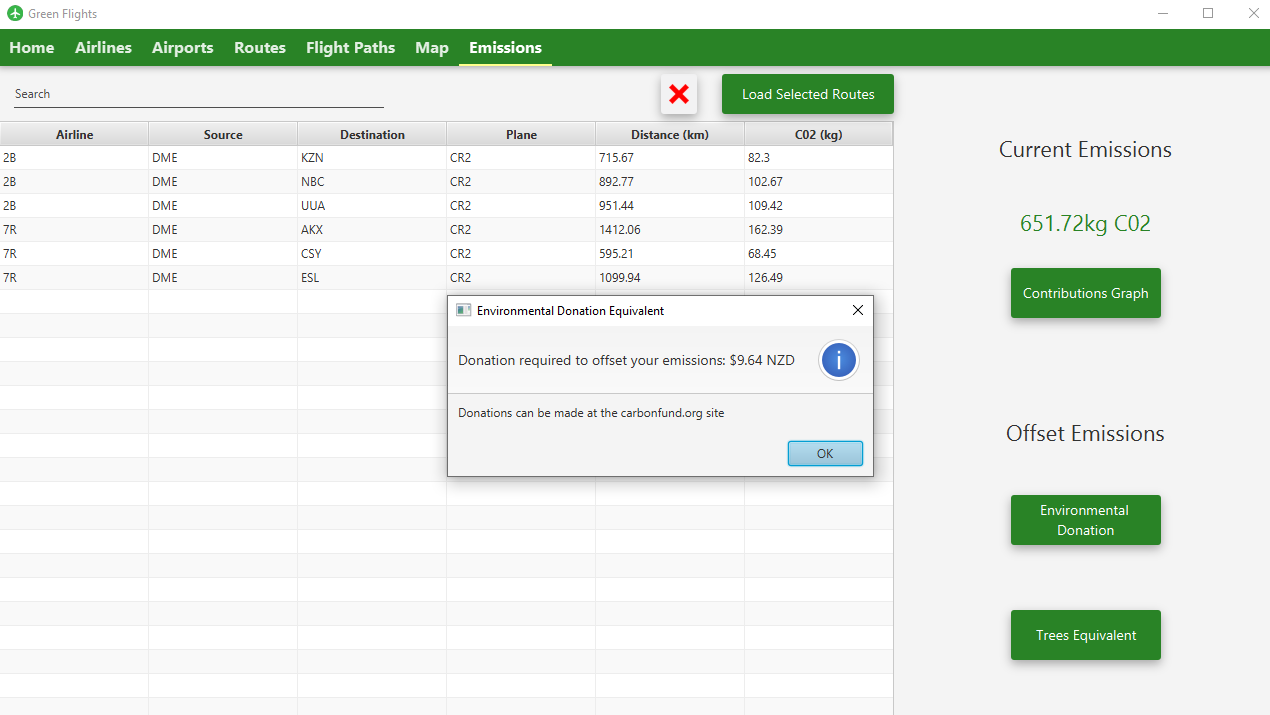 Green Flights
Home Airlines Airports Routes Flight Paths Map Emissions
Search
Load Selected Routes
Airline Source Destination Plane Distance (km) C02 (kg)
2B DME KZN CR2 715.67 82.3
2B DME NBC CR2 892.77 102.67
2B DME UUA CR2 951.44 109.42
7R DME AKX CR2 1412.06 162.39
7R DME CSY CR2 595.21 68.45
7R DME ESL CR2 1099.94 126.49
Environmental Donation Equivalent
Donation required to offset your emissions: $9.64 NZD
i
Donations can be made at the carbonfund.org site
OK
Current Emissions
651.72kg C02
Contributions Graph
Offset Emissions
Environmental
Donation
Trees Equivalent